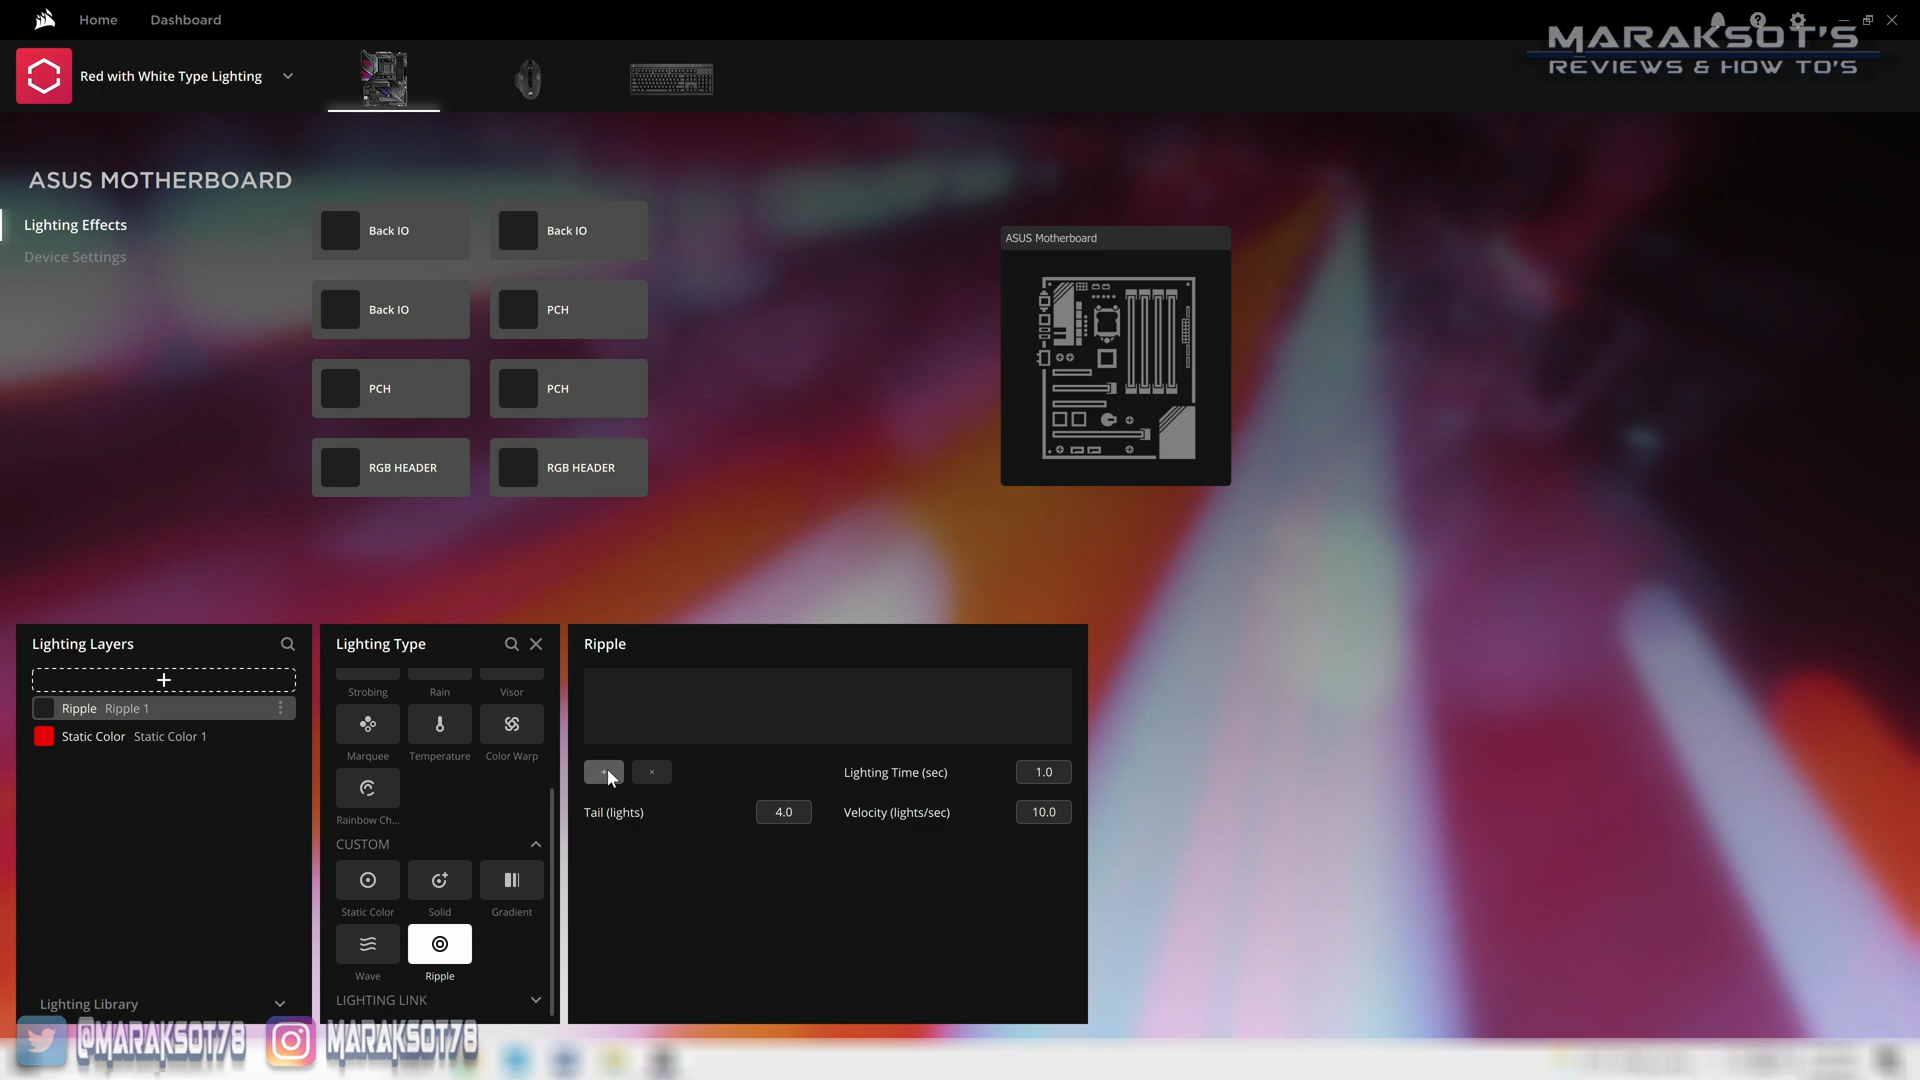 Home
Dashboard
MARAKSOT'S
REVIEWS & HOW TO'S
Red with White Type Lighting
ASUS MOTHERBOARD
Lighting Effects
Device Settings
Back IO
Back IO
Back IO
PCH
PCH
PCH
RGB HEADER
RGB HEADER
ASUS Motherboard
Lighting Layers
+
Ripple Ripple 1
Static Color Static Color 1
Lighting Library
Lighting Type
Strobing
Rain
Visor
Marquee
Temperature
Color Warp
Rainbow Ch...
CUSTOM
Static Color
Solid
Gradient
Wave
Ripple
LIGHTING LINK
Ripple
Lighting Time (sec)
1.0
Tail (lights)
4.0
Velocity (lights/sec)
10.0
@MARAKSOT78
MARAKSOT78